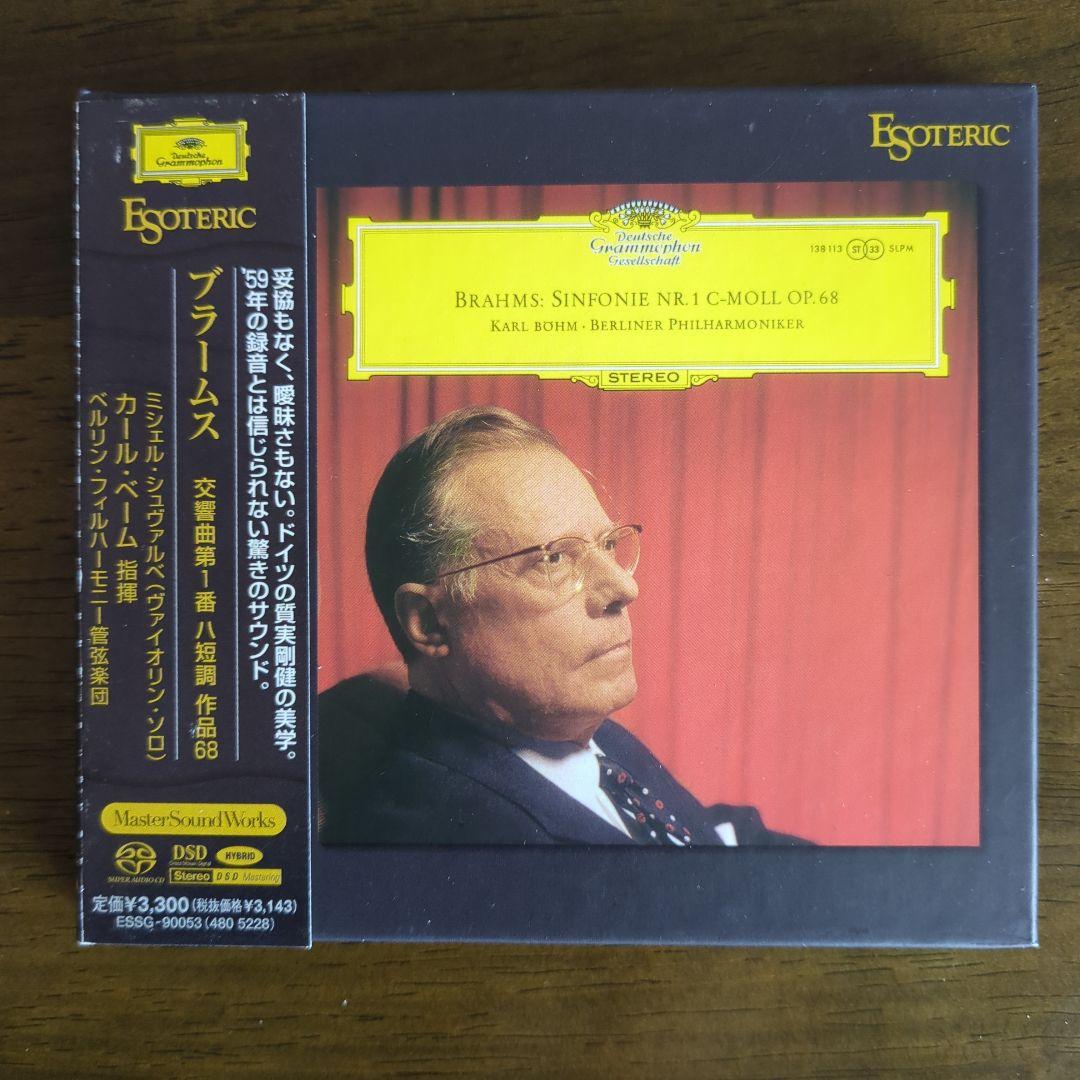 Deutsche
Grammophon
ESOTERIC
妥協もなく、曖昧さもない。ドイツの質実剛健の美学。
'59年の録音とは信じられない驚きのサウンド。
ブラームス 交響曲第1番 ハ短調 作品68
ミシェル・シュヴァルベ(ヴァイオリン・ソロ)
カール・ベーム 指揮
ベルリン・フィルハーモニー管弦楽団
MasterSoundWorks
SUPER AUDIO CD
DSD
Direct Stream Digital
HYBRID
Stereo DSD Mastering
定価¥3,300(税抜価格¥3,143)
ESSG-90053 (480 5228)
ESOTERIC
Deutsche
Grammophon
Gesellschaft
138 113 ST 33 SLPM
BRAHMS: SINFONIE NR. 1 C-MOLL OP. 68
KARL BÖHM · BERLINER PHILHARMONIKER
STEREO